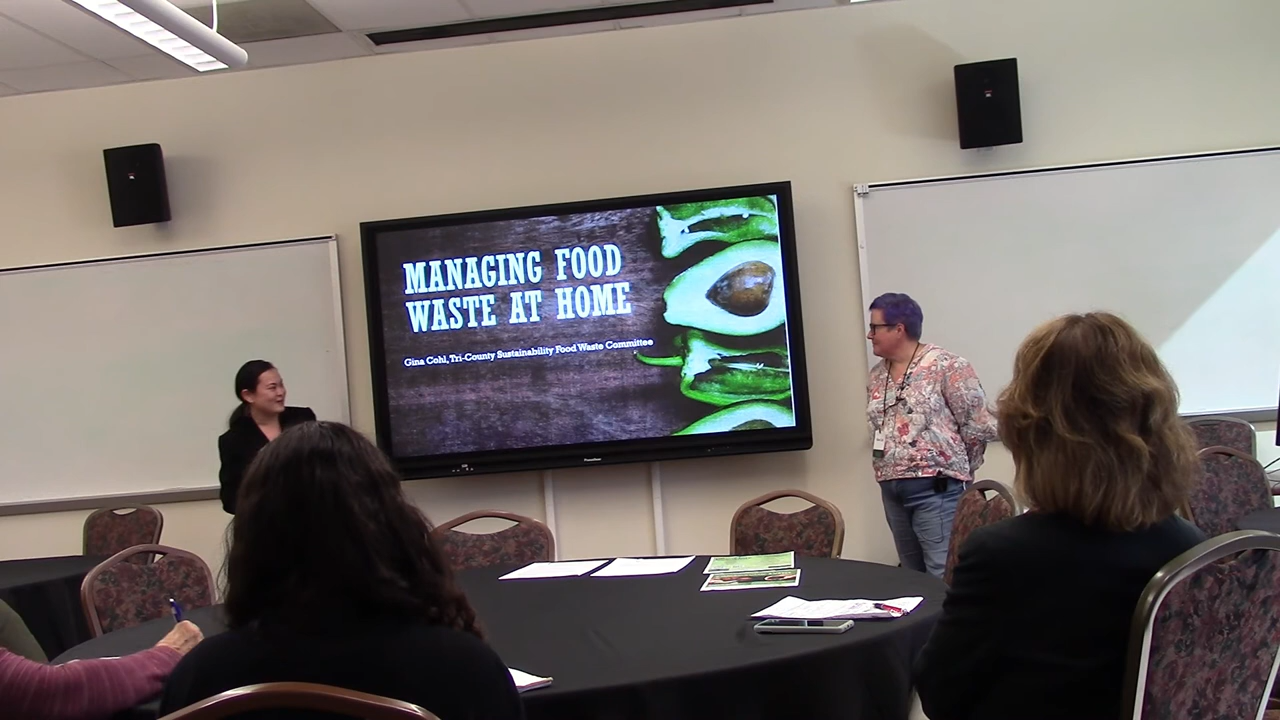 MANAGING FOOD
WASTE AT HOME
Gina Cohl, Tri-County Sustainability Food Waste Committee